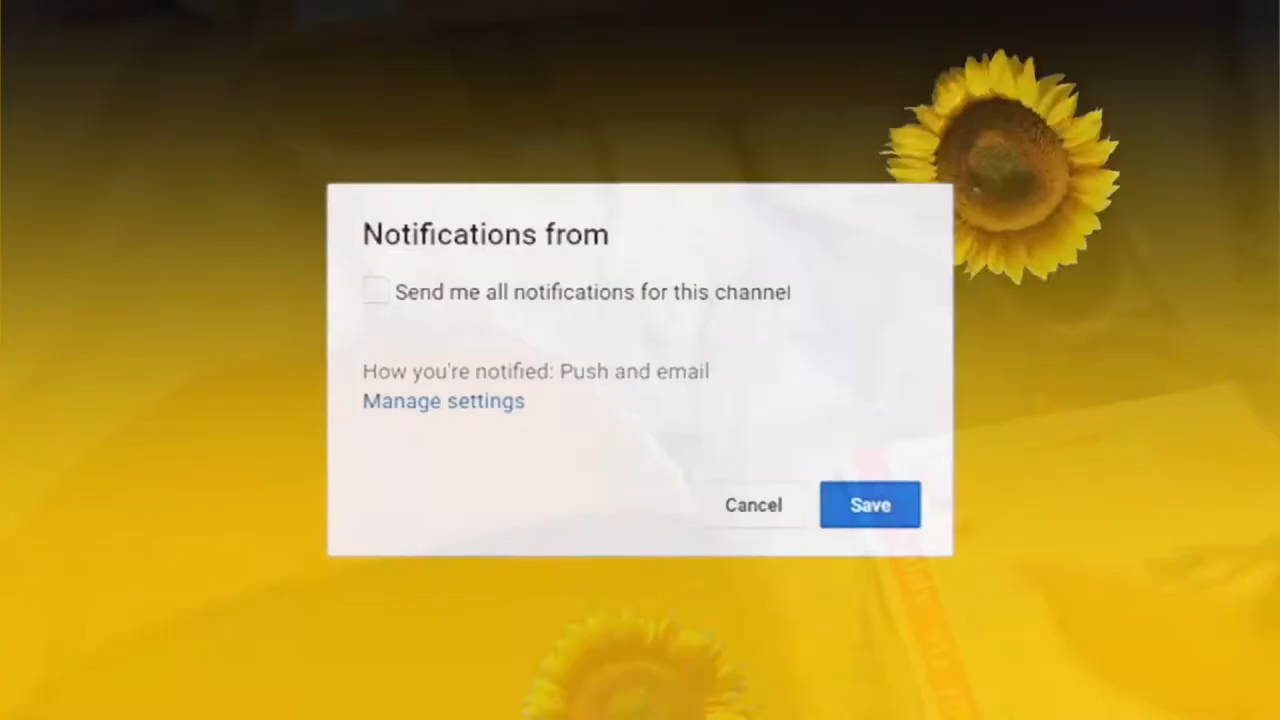 Notifications from
Send me all notifications for this channel
How you're notified: Push and email
Manage settings
Cancel
Save